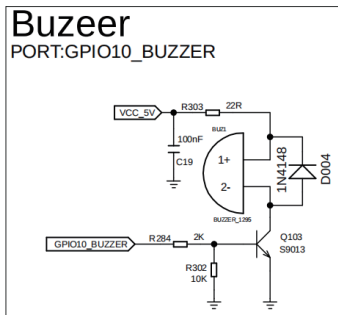 Buzeer
PORT:GPIO10_BUZZER
R303 22R
VCC_5V
BUZ1
100nF
C19
1+
2-
1N4148
D004
BUZZER_1295
GPIO10_BUZZER
R284 2K
Q103
S9013
R302
10K